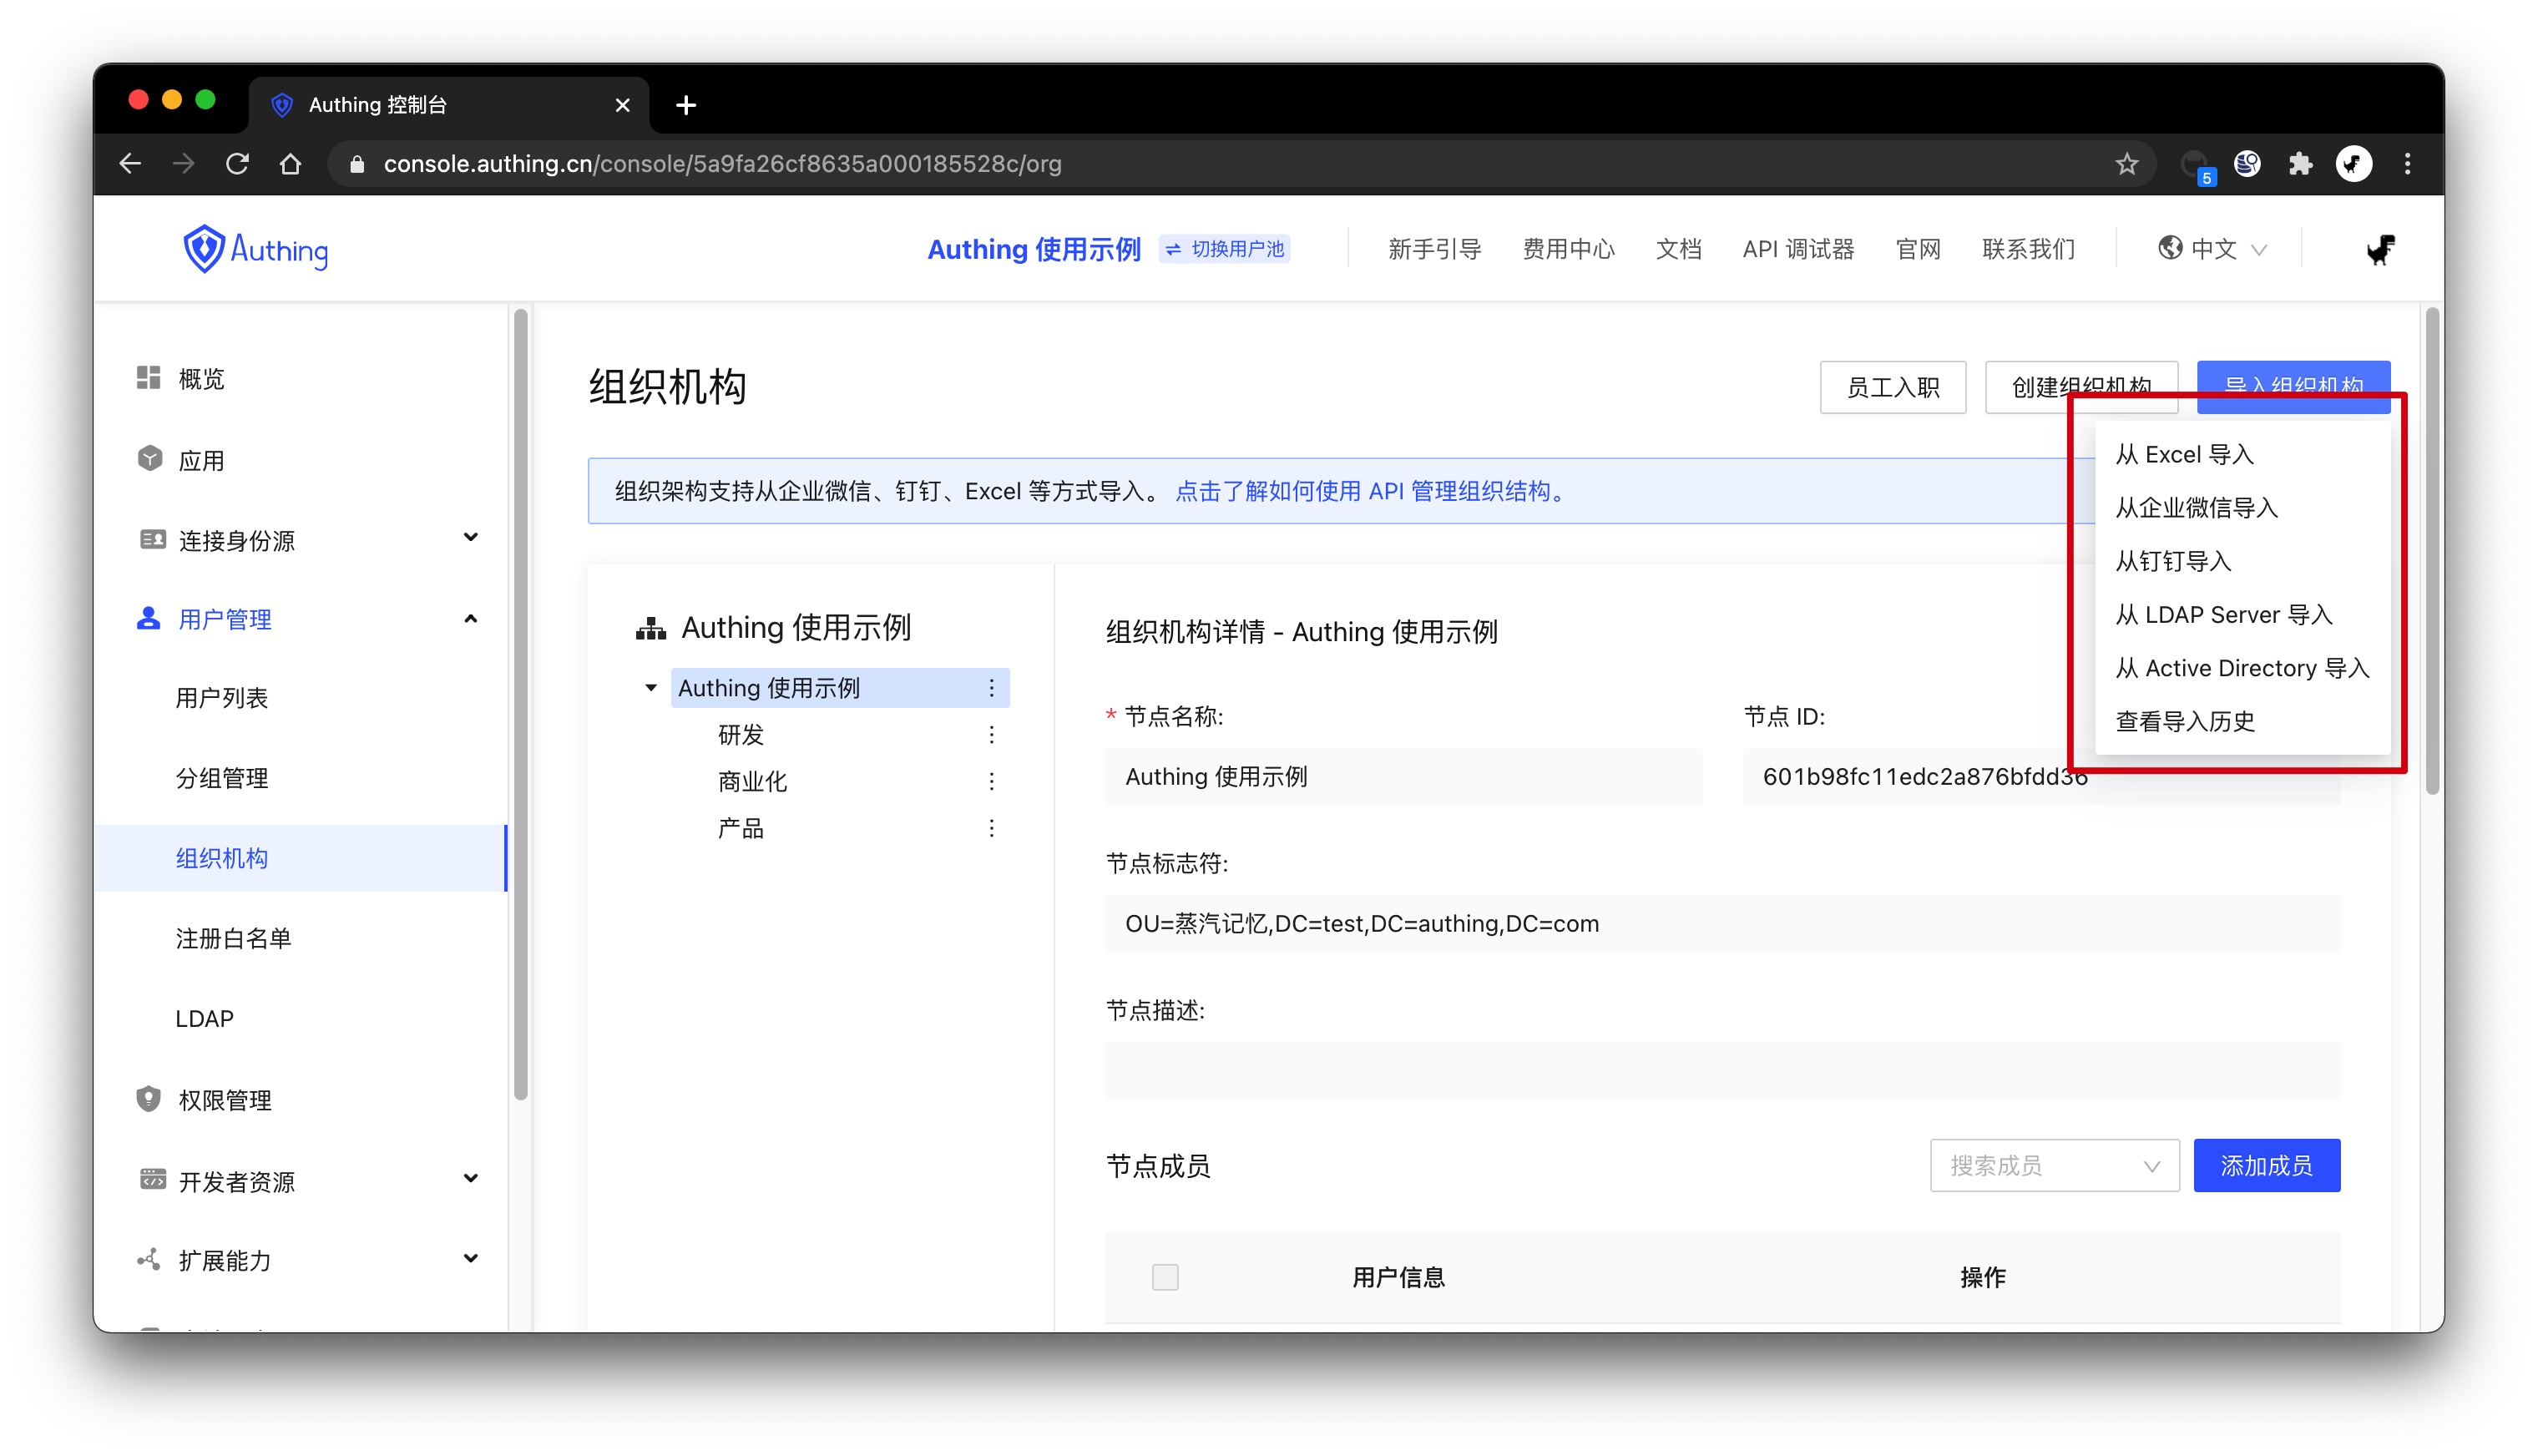 Authing 控制台
console.authing.cn/console/5a9fa26cf8635a000185528c/org
5
Authing
Authing 使用示例 切换用户池 新手引导 费用中心 文档 API 调试器 官网 联系我们 中文
概览
应用
连接身份源
用户管理
用户列表
分组管理
组织机构
注册白名单
LDAP
权限管理
开发者资源
扩展能力
组织机构
员工入职 创建组织机构 导入组织机构
从 Excel 导入
从企业微信导入
从钉钉导入
从 LDAP Server 导入
从 Active Directory 导入
查看导入历史
组织架构支持从企业微信、钉钉、Excel 等方式导入。 点击了解如何使用 API 管理组织结构。
Authing 使用示例
Authing 使用示例
研发
商业化
产品
组织机构详情 - Authing 使用示例
* 节点名称: 节点 ID:
Authing 使用示例 601b98fc11edc2a876bfdd36
节点标志符:
OU=蒸汽记忆,DC=test,DC=authing,DC=com
节点描述:
节点成员 搜索成员 添加成员
用户信息 操作